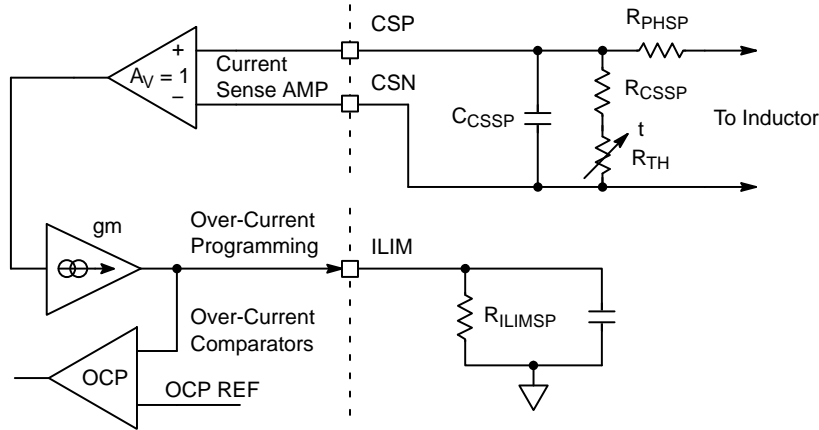 CSP
R_PHSP
+
A_V = 1
−
Current
Sense AMP
CSN
C_CSSP
R_CSSP
To Inductor
t
R_TH
gm
Over-Current
Programming
ILIM
R_ILIMSP
Over-Current
Comparators
OCP
OCP REF